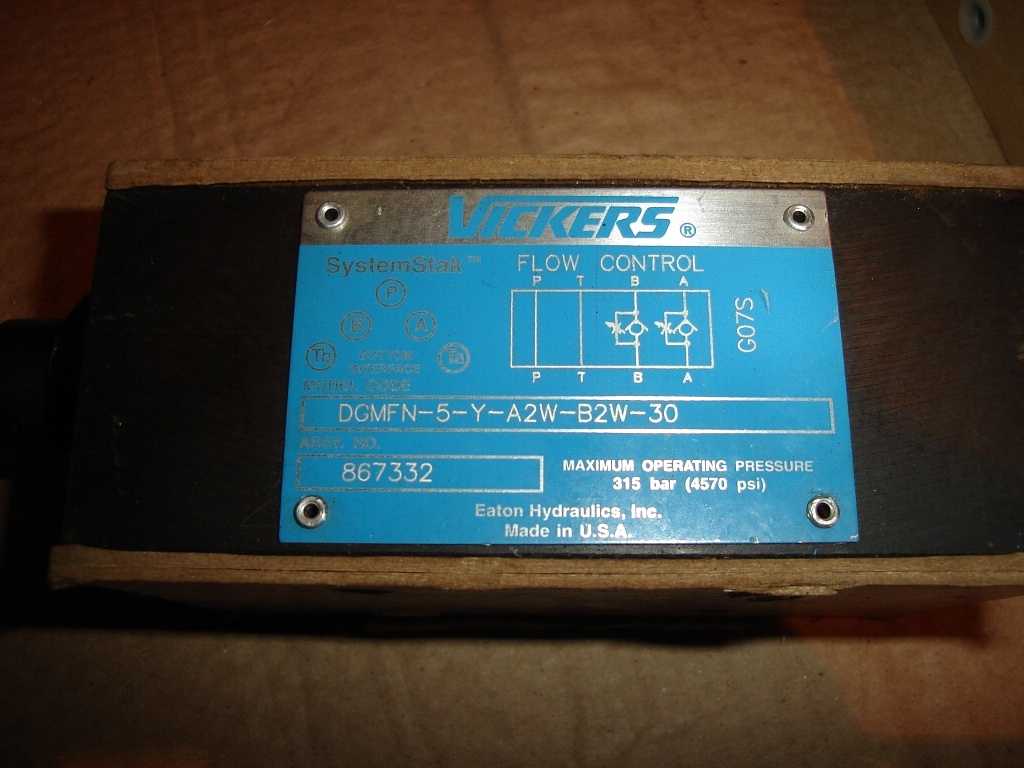 VICKERS ®
SystemStak™
FLOW CONTROL
P T B A
P
B A
Tb BOTTOM INTERFACE Ta
P T B A
G07S
MODEL CODE
DGMFN-5-Y-A2W-B2W-30
ASSY. NO.
867332
MAXIMUM OPERATING PRESSURE
315 bar (4570 psi)
Eaton Hydraulics, Inc.
Made in U.S.A.